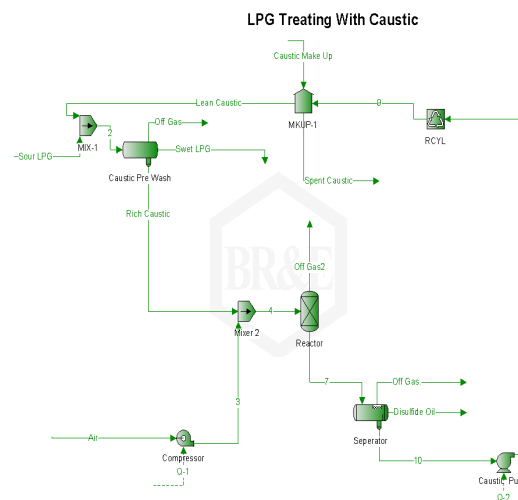 LPG Treating With Caustic
Caustic Make Up
Lean Caustic
9
MKUP-1
RCYL
MIX-1
2
Off Gas
Sour LPG
Swet LPG
Caustic Pre Wash
Spent Caustic
Rich Caustic
BR&E
Off Gas2
Mixer 2
4
Reactor
7
Off Gas
3
Disulfide Oil
Seperator
Air
Compressor
Q-1
10
Caustic Pu
Q-2